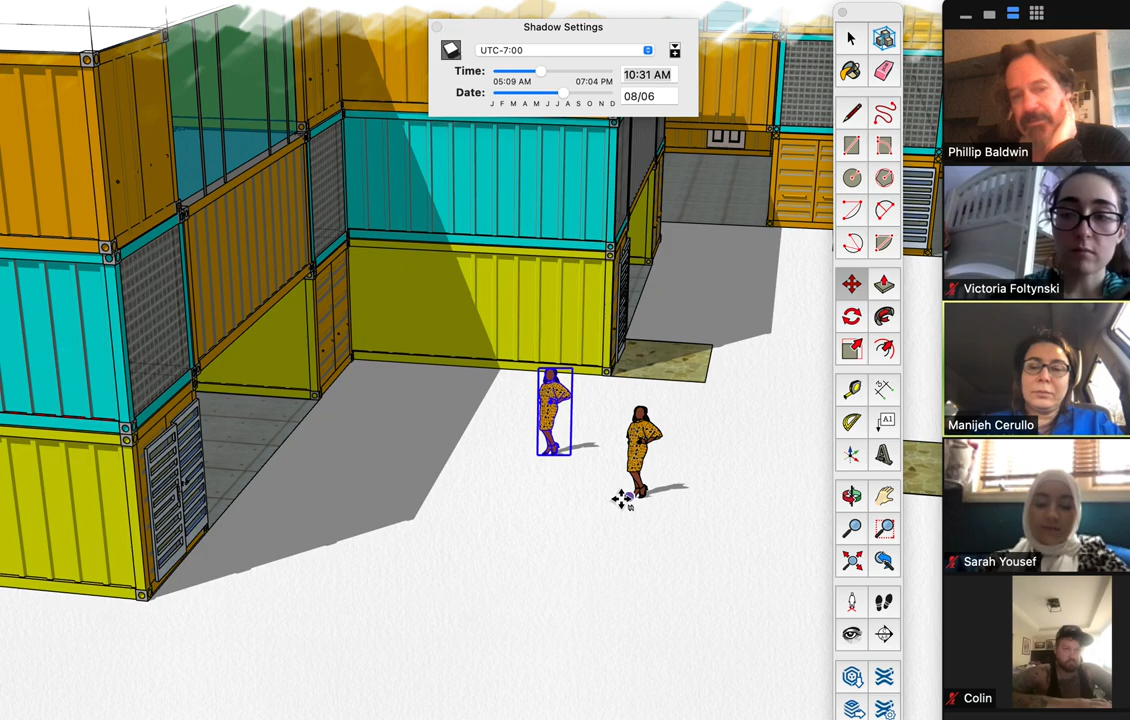 Shadow Settings
UTC-7:00
Time:
05:09 AM
07:04 PM
10:31 AM
Date:
J F M A M J J A S O N D
08/06
A1
Phillip Baldwin
Victoria Foltynski
Manijeh Cerullo
Sarah Yousef
Colin